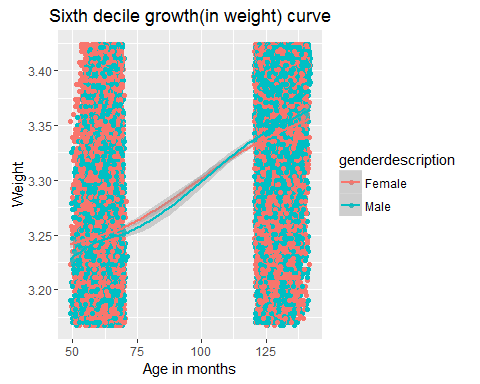 Sixth decile growth(in weight) curve
3.40
3.35
3.30
3.25
3.20
Weight
50 75 100 125
Age in months
genderdescription
Female
Male